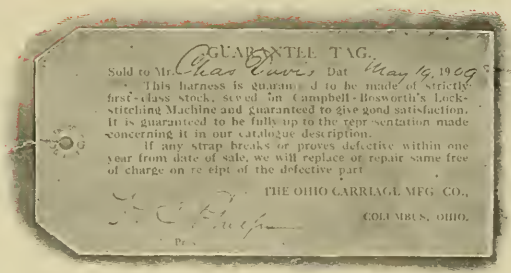 GUARANTEE TAG.
Sold to Mr. Chas Davis Dat May 19, 1909
This harness is guaran d to be made of strictly
first-class stock, sewed on Campbell-Bosworth's Lock-
stitching Machine and guaranteed to give good satisfaction.
It is guaranteed to be fully up to the repr sentation made
concerning it in our catalogue description.
If any strap breaks or proves defective within one
year from date of sale, we will replace or repair same free
of charge on re eipt of the defective part
THE OHIO CARRIAGE MFG. CO.,
COLUMBUS, OHIO.
Pr